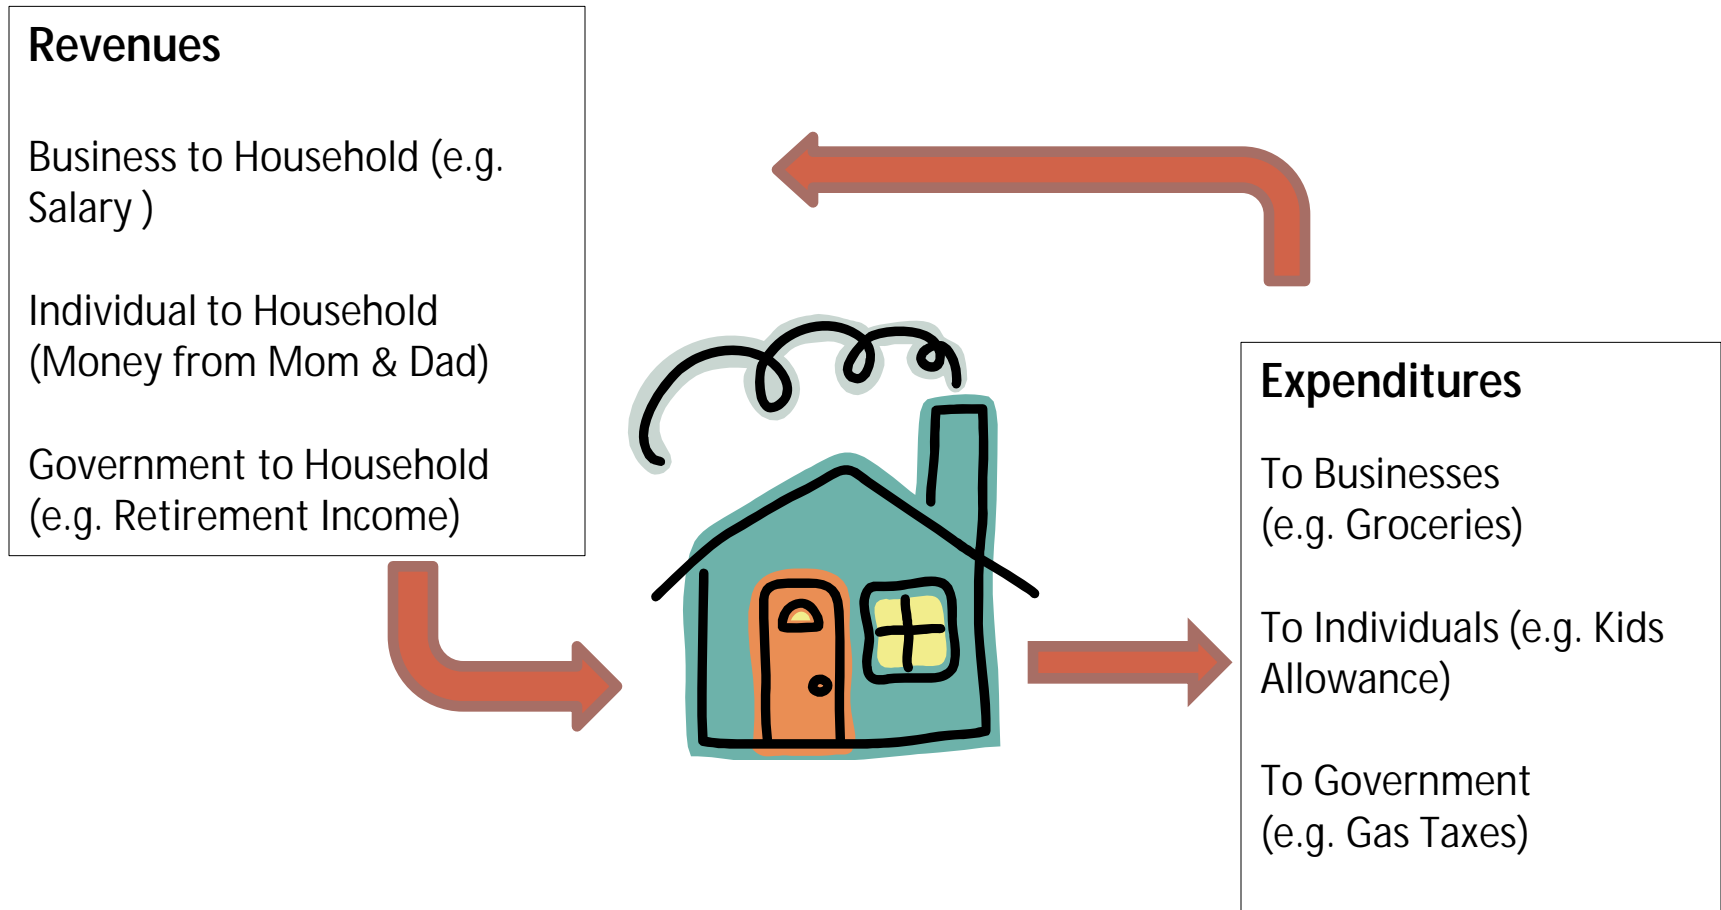 Revenues
Business to Household (e.g.
Salary )
Individual to Household
(Money from Mom & Dad)
Government to Household
(e.g. Retirement Income)
Expenditures
To Businesses
(e.g. Groceries)
To Individuals (e.g. Kids
Allowance)
To Government
(e.g. Gas Taxes)